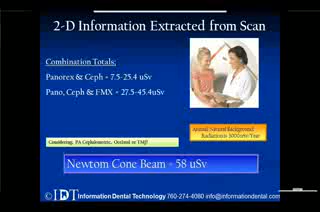 2-D Information Extracted from Scan
Combination Totals;
Panorex & Ceph = 7.5-25.4 uSv
Pano, Ceph & FMX = 27.5-45.4uSv
Considering; PA Cephalometric, Occlusal or TMJ?
Annual Natural Background
Radiation is 3000uSv/Year
Newtom Cone Beam = 58 uSv
© IDT Information Dental Technology 760-274-4080 info@informationdental.com